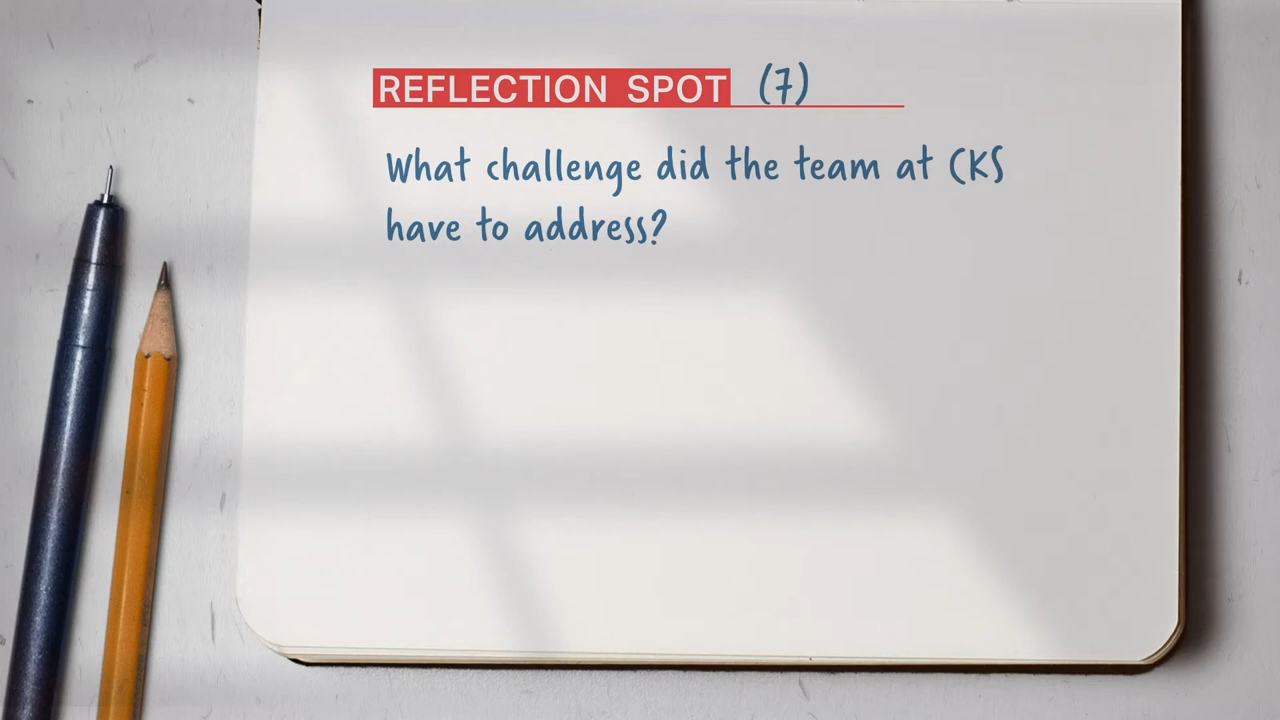 REFLECTION SPOT (7)
What challenge did the team at CKS
have to address?